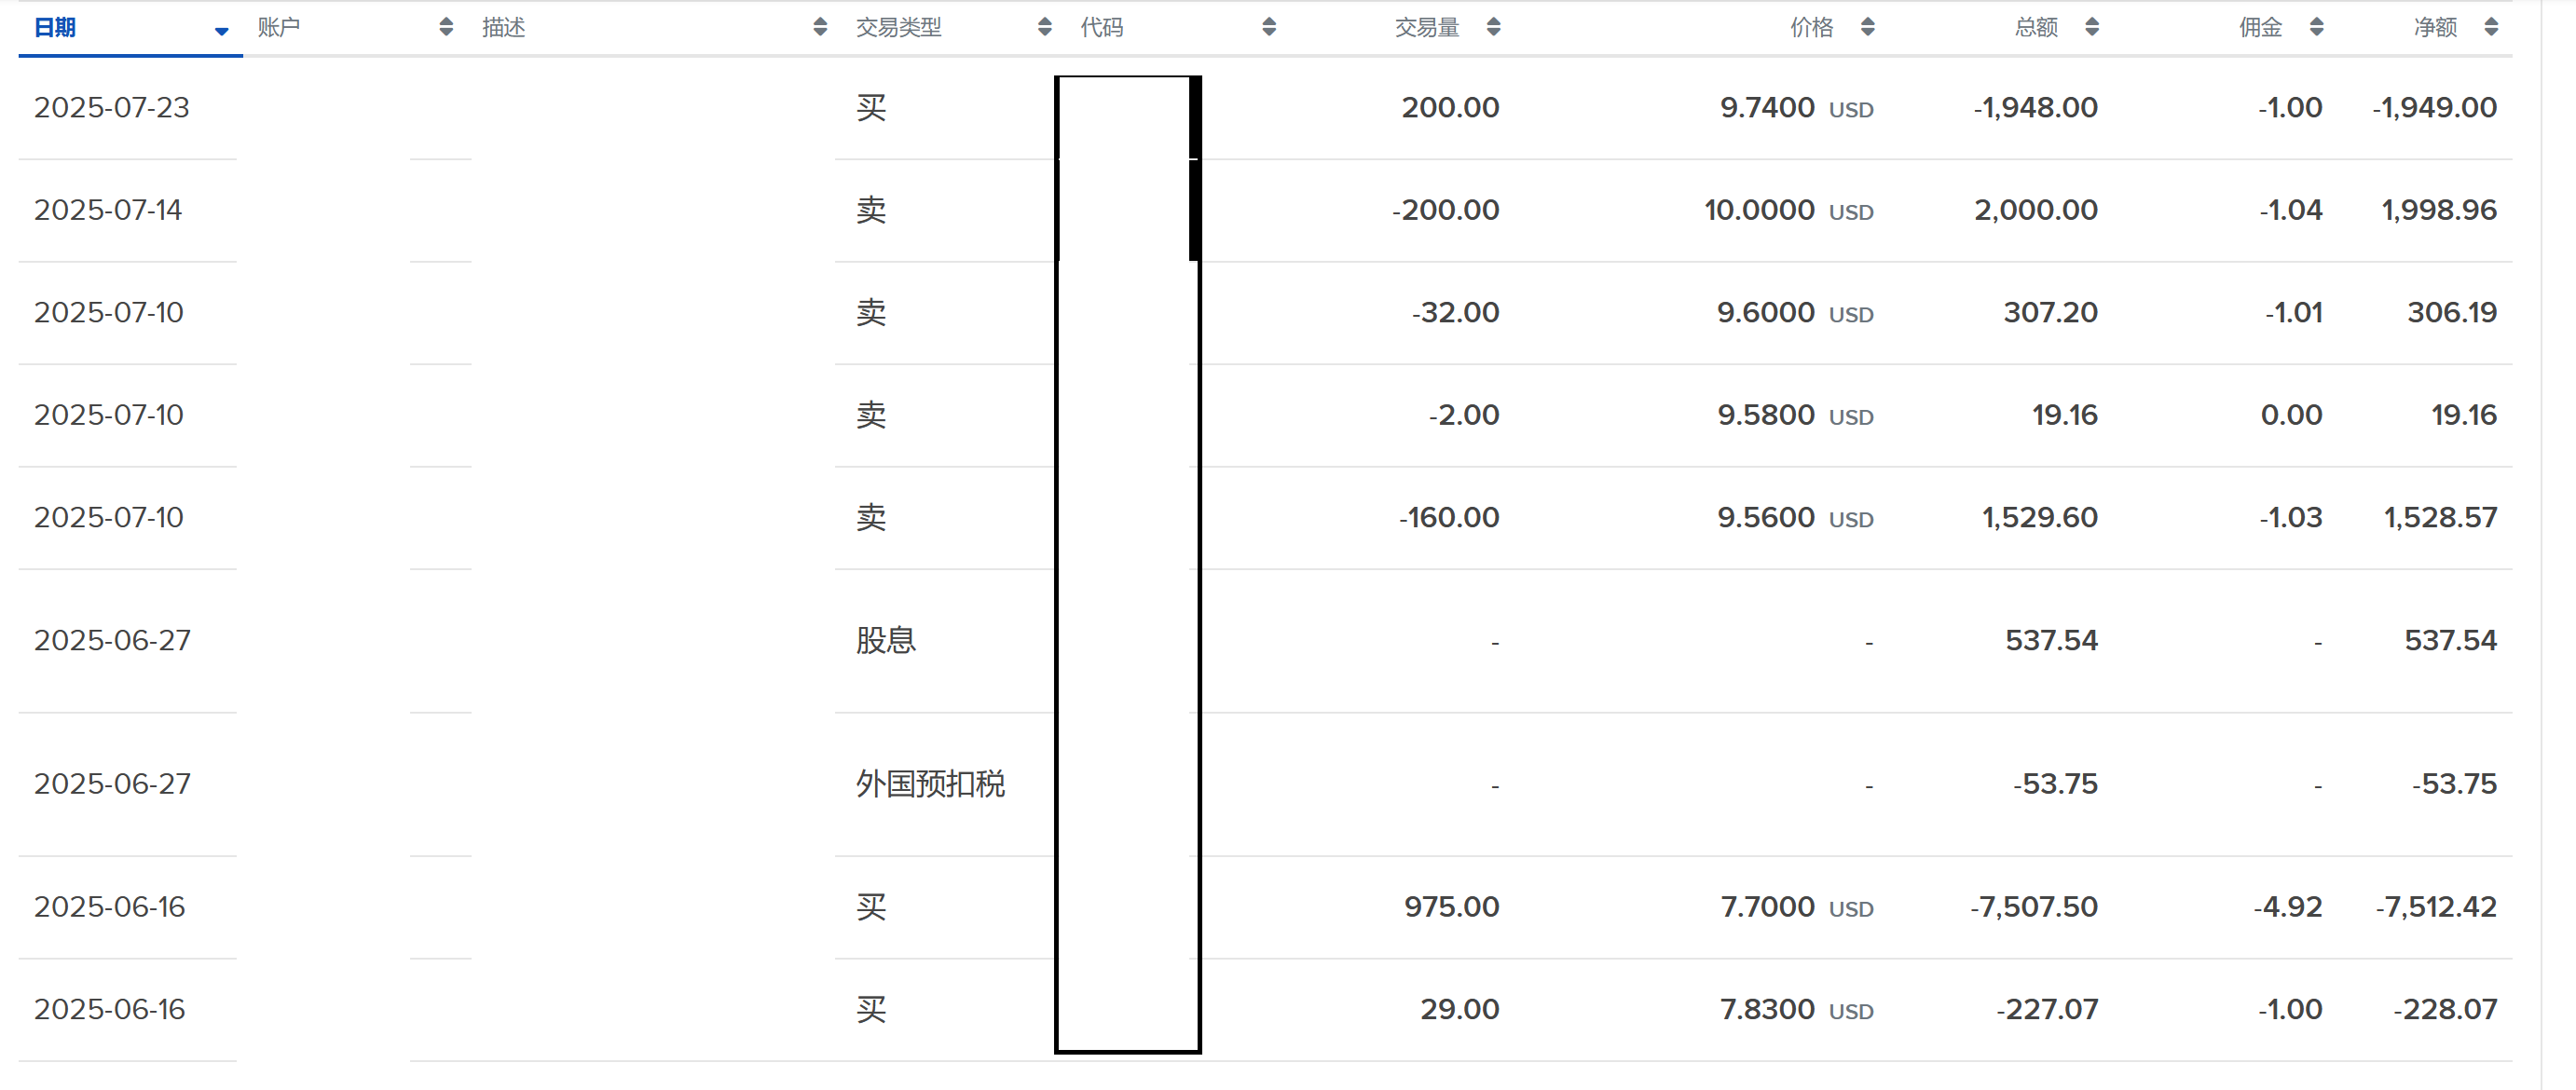 日期 账户 描述 交易类型 代码 交易量 价格 总额 佣金 净额
2025-07-23 买 200.00 9.7400 USD -1,948.00 -1.00 -1,949.00
2025-07-14 卖 -200.00 10.0000 USD 2,000.00 -1.04 1,998.96
2025-07-10 卖 -32.00 9.6000 USD 307.20 -1.01 306.19
2025-07-10 卖 -2.00 9.5800 USD 19.16 0.00 19.16
2025-07-10 卖 -160.00 9.5600 USD 1,529.60 -1.03 1,528.57
2025-06-27 股息 - - 537.54 - 537.54
2025-06-27 外国预扣税 - - -53.75 - -53.75
2025-06-16 买 975.00 7.7000 USD -7,507.50 -4.92 -7,512.42
2025-06-16 买 29.00 7.8300 USD -227.07 -1.00 -228.07